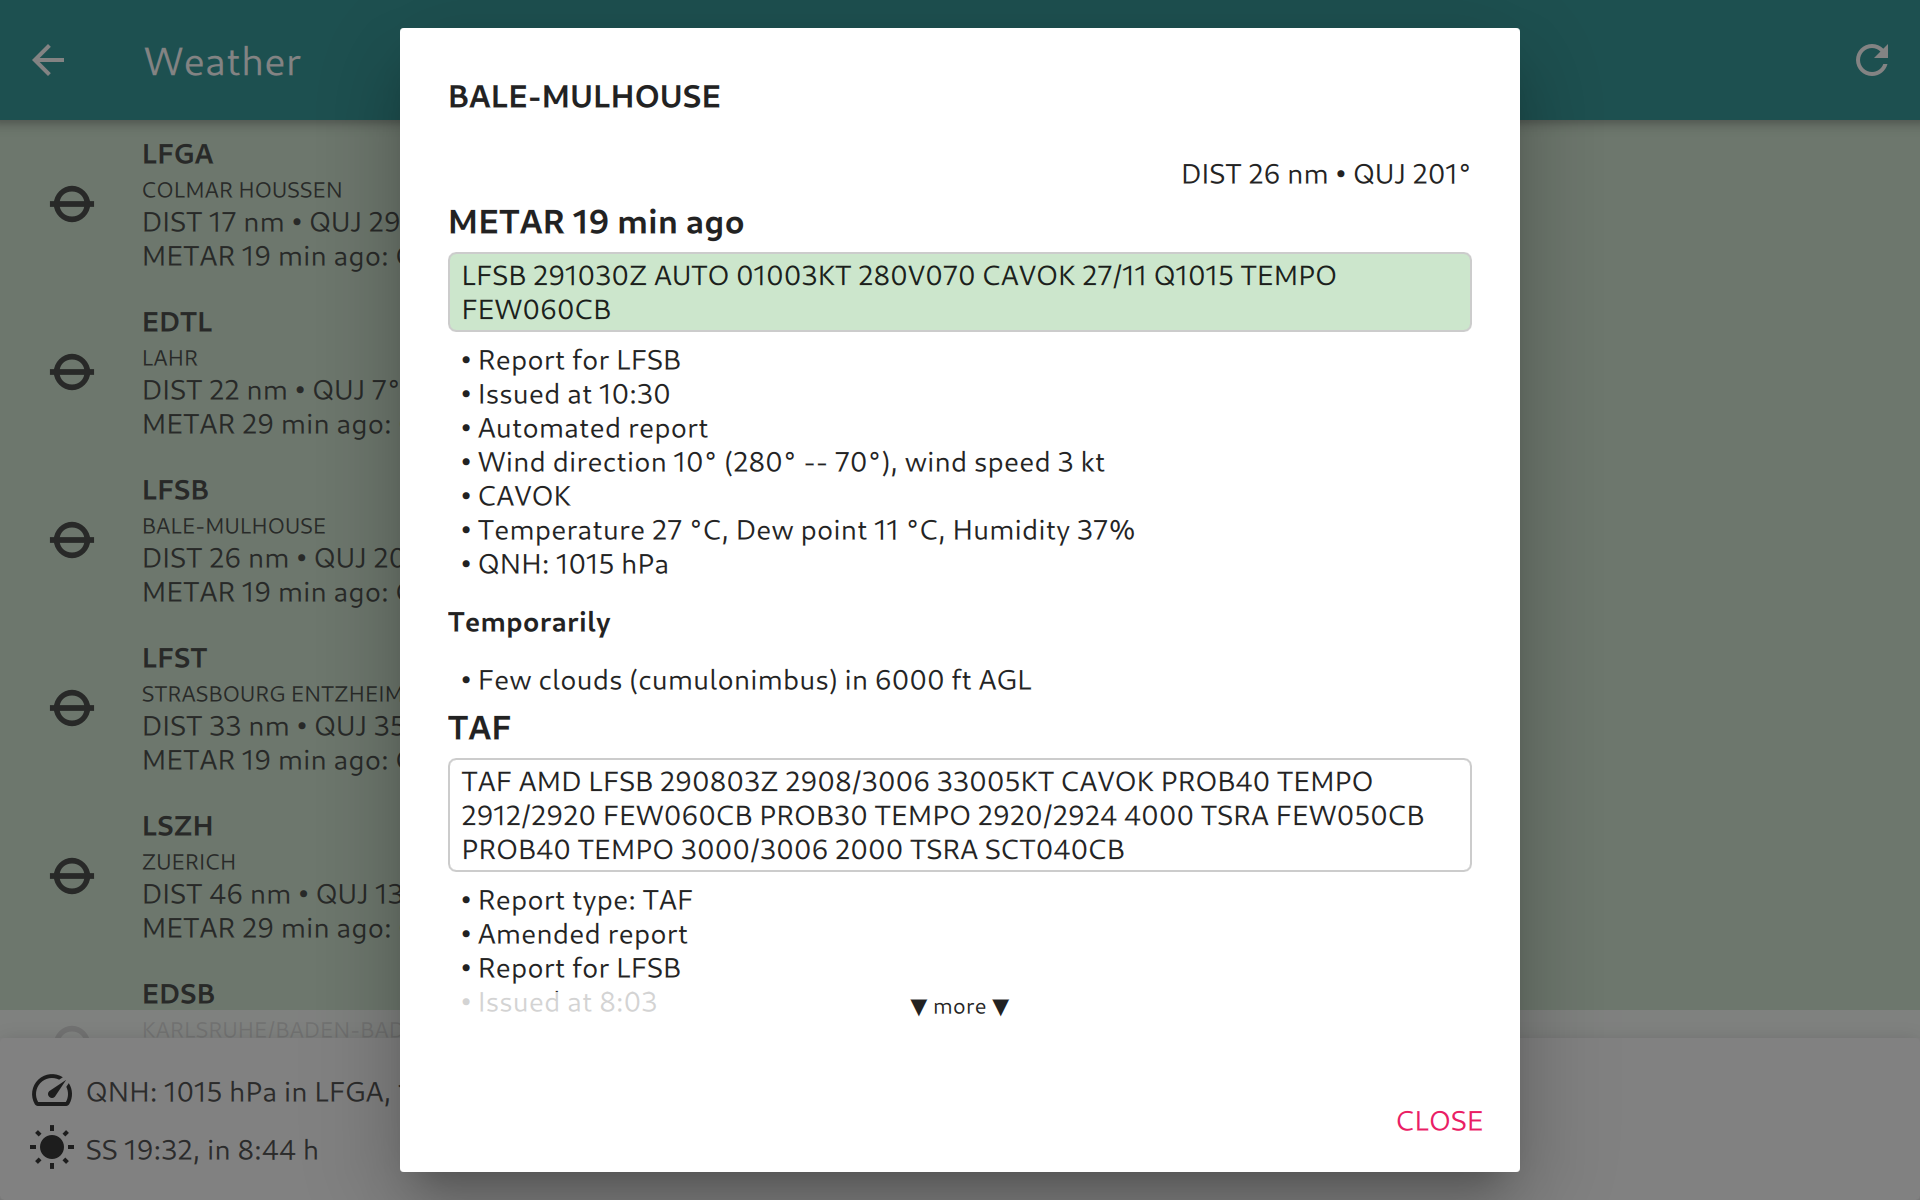 Weather
LFGA
COLMAR HOUSSEN
DIST 17 nm • QUJ 29
METAR 19 min ago:
EDTL
LAHR
DIST 22 nm • QUJ 7°
METAR 29 min ago:
LFSB
BALE-MULHOUSE
DIST 26 nm • QUJ 20
METAR 19 min ago:
LFST
STRASBOURG ENTZHEIM
DIST 33 nm • QUJ 35
METAR 19 min ago:
LSZH
ZUERICH
DIST 46 nm • QUJ 13
METAR 29 min ago:
EDSB
KARLSRUHE/BADEN-BAD
QNH: 1015 hPa in LFGA,
SS 19:32, in 8:44 h
BALE-MULHOUSE
DIST 26 nm • QUJ 201°
METAR 19 min ago
LFSB 291030Z AUTO 01003KT 280V070 CAVOK 27/11 Q1015 TEMPO
FEW060CB
• Report for LFSB
• Issued at 10:30
• Automated report
• Wind direction 10° (280° -- 70°), wind speed 3 kt
• CAVOK
• Temperature 27 °C, Dew point 11 °C, Humidity 37%
• QNH: 1015 hPa
Temporarily
• Few clouds (cumulonimbus) in 6000 ft AGL
TAF
TAF AMD LFSB 290803Z 2908/3006 33005KT CAVOK PROB40 TEMPO
2912/2920 FEW060CB PROB30 TEMPO 2920/2924 4000 TSRA FEW050CB
PROB40 TEMPO 3000/3006 2000 TSRA SCT040CB
• Report type: TAF
• Amended report
• Report for LFSB
• Issued at 8:03
▼ more ▼
CLOSE